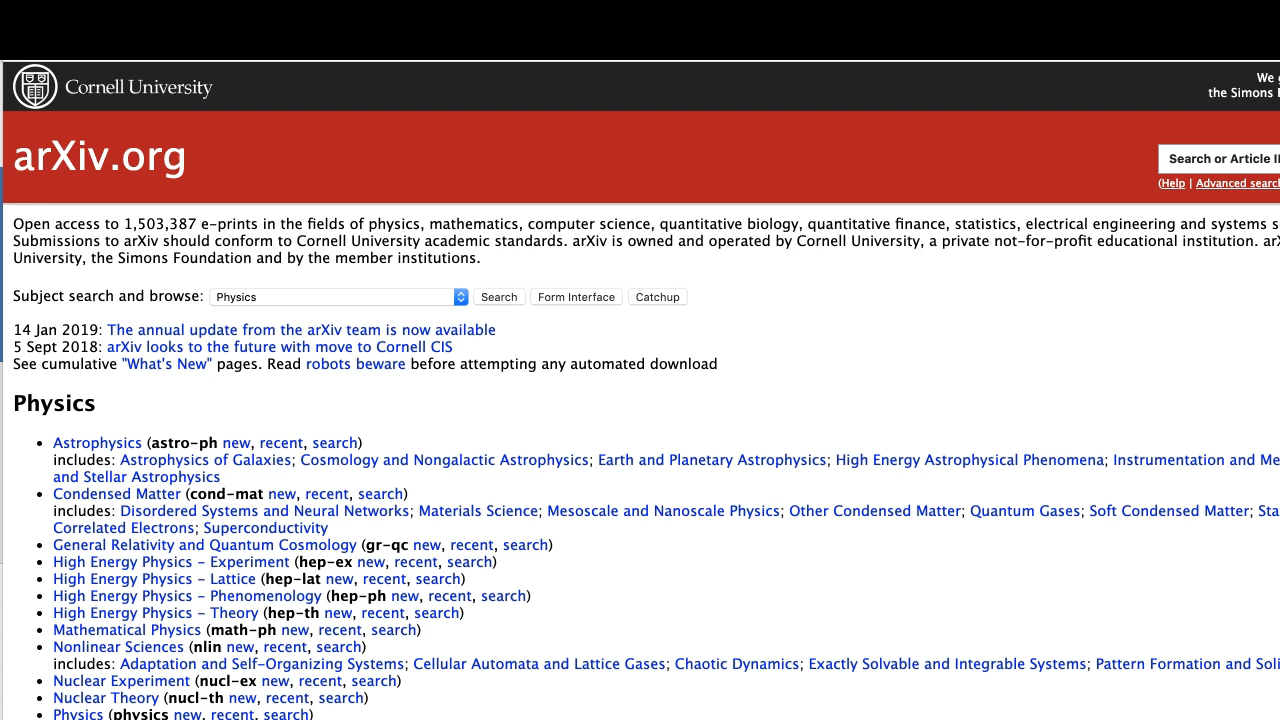 Cornell University
We
the Simons
arXiv.org
Search or Article
(Help | Advanced search
Open access to 1,503,387 e-prints in the fields of physics, mathematics, computer science, quantitative biology, quantitative finance, statistics, electrical engineering and systems
Submissions to arXiv should conform to Cornell University academic standards. arXiv is owned and operated by Cornell University, a private not-for-profit educational institution.
University, the Simons Foundation and by the member institutions.
Subject search and browse: Physics Search Form Interface Catchup
14 Jan 2019: The annual update from the arXiv team is now available
5 Sept 2018: arXiv looks to the future with move to Cornell CIS
See cumulative "What's New" pages. Read robots beware before attempting any automated download
Physics
• Astrophysics (astro-ph new, recent, search)
includes: Astrophysics of Galaxies; Cosmology and Nongalactic Astrophysics; Earth and Planetary Astrophysics; High Energy Astrophysical Phenomena; Instrumentation and
and Stellar Astrophysics
• Condensed Matter (cond-mat new, recent, search)
includes: Disordered Systems and Neural Networks; Materials Science; Mesoscale and Nanoscale Physics; Other Condensed Matter; Quantum Gases; Soft Condensed Matter;
Correlated Electrons; Superconductivity
• General Relativity and Quantum Cosmology (gr-qc new, recent, search)
• High Energy Physics – Experiment (hep-ex new, recent, search)
• High Energy Physics – Lattice (hep-lat new, recent, search)
• High Energy Physics – Phenomenology (hep-ph new, recent, search)
• High Energy Physics – Theory (hep-th new, recent, search)
• Mathematical Physics (math-ph new, recent, search)
• Nonlinear Sciences (nlin new, recent, search)
includes: Adaptation and Self-Organizing Systems; Cellular Automata and Lattice Gases; Chaotic Dynamics; Exactly Solvable and Integrable Systems; Pattern Formation and
• Nuclear Experiment (nucl-ex new, recent, search)
• Nuclear Theory (nucl-th new, recent, search)
• Physics (physics new, recent, search)